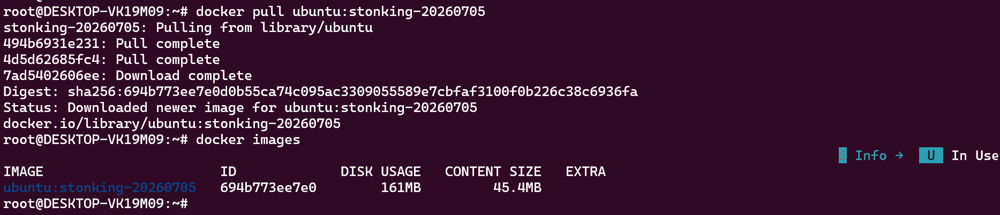 root@DESKTOP-VK19M09:~# docker pull ubuntu:stonking-20260705
stonking-20260705: Pulling from library/ubuntu
494b6931e231: Pull complete
4d5d62685fc4: Pull complete
7ad5402606ee: Download complete
Digest: sha256:694b773ee7e0d0b55ca74c095ac3309055589e7cbfaf3100f0b226c38c6936fa
Status: Downloaded newer image for ubuntu:stonking-20260705
docker.io/library/ubuntu:stonking-20260705
root@DESKTOP-VK19M09:~# docker images
i Info → U In Use
IMAGE ID DISK USAGE CONTENT SIZE EXTRA
ubuntu:stonking-20260705 694b773ee7e0 161MB 45.4MB
root@DESKTOP-VK19M09:~#